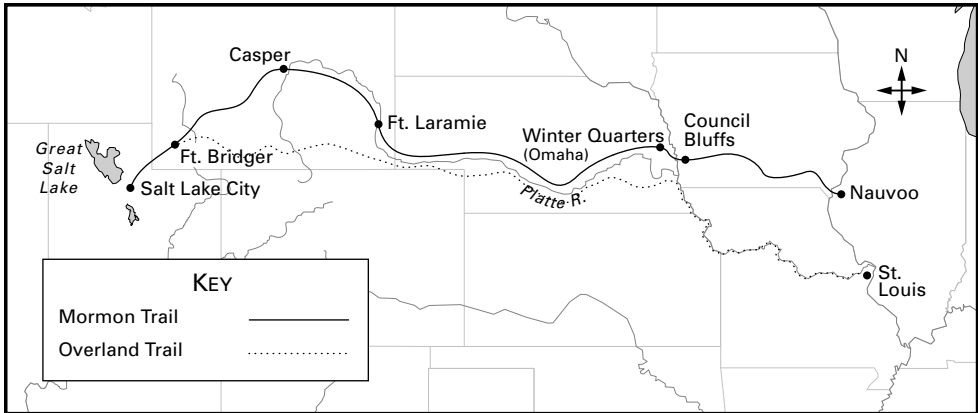 Casper
N
Ft. Laramie
Winter Quarters
(Omaha)
Council
Bluffs
Great
Salt
Lake
Ft. Bridger
Salt Lake City
Platte R.
Nauvoo
St.
Louis
KEY
Mormon Trail
Overland Trail